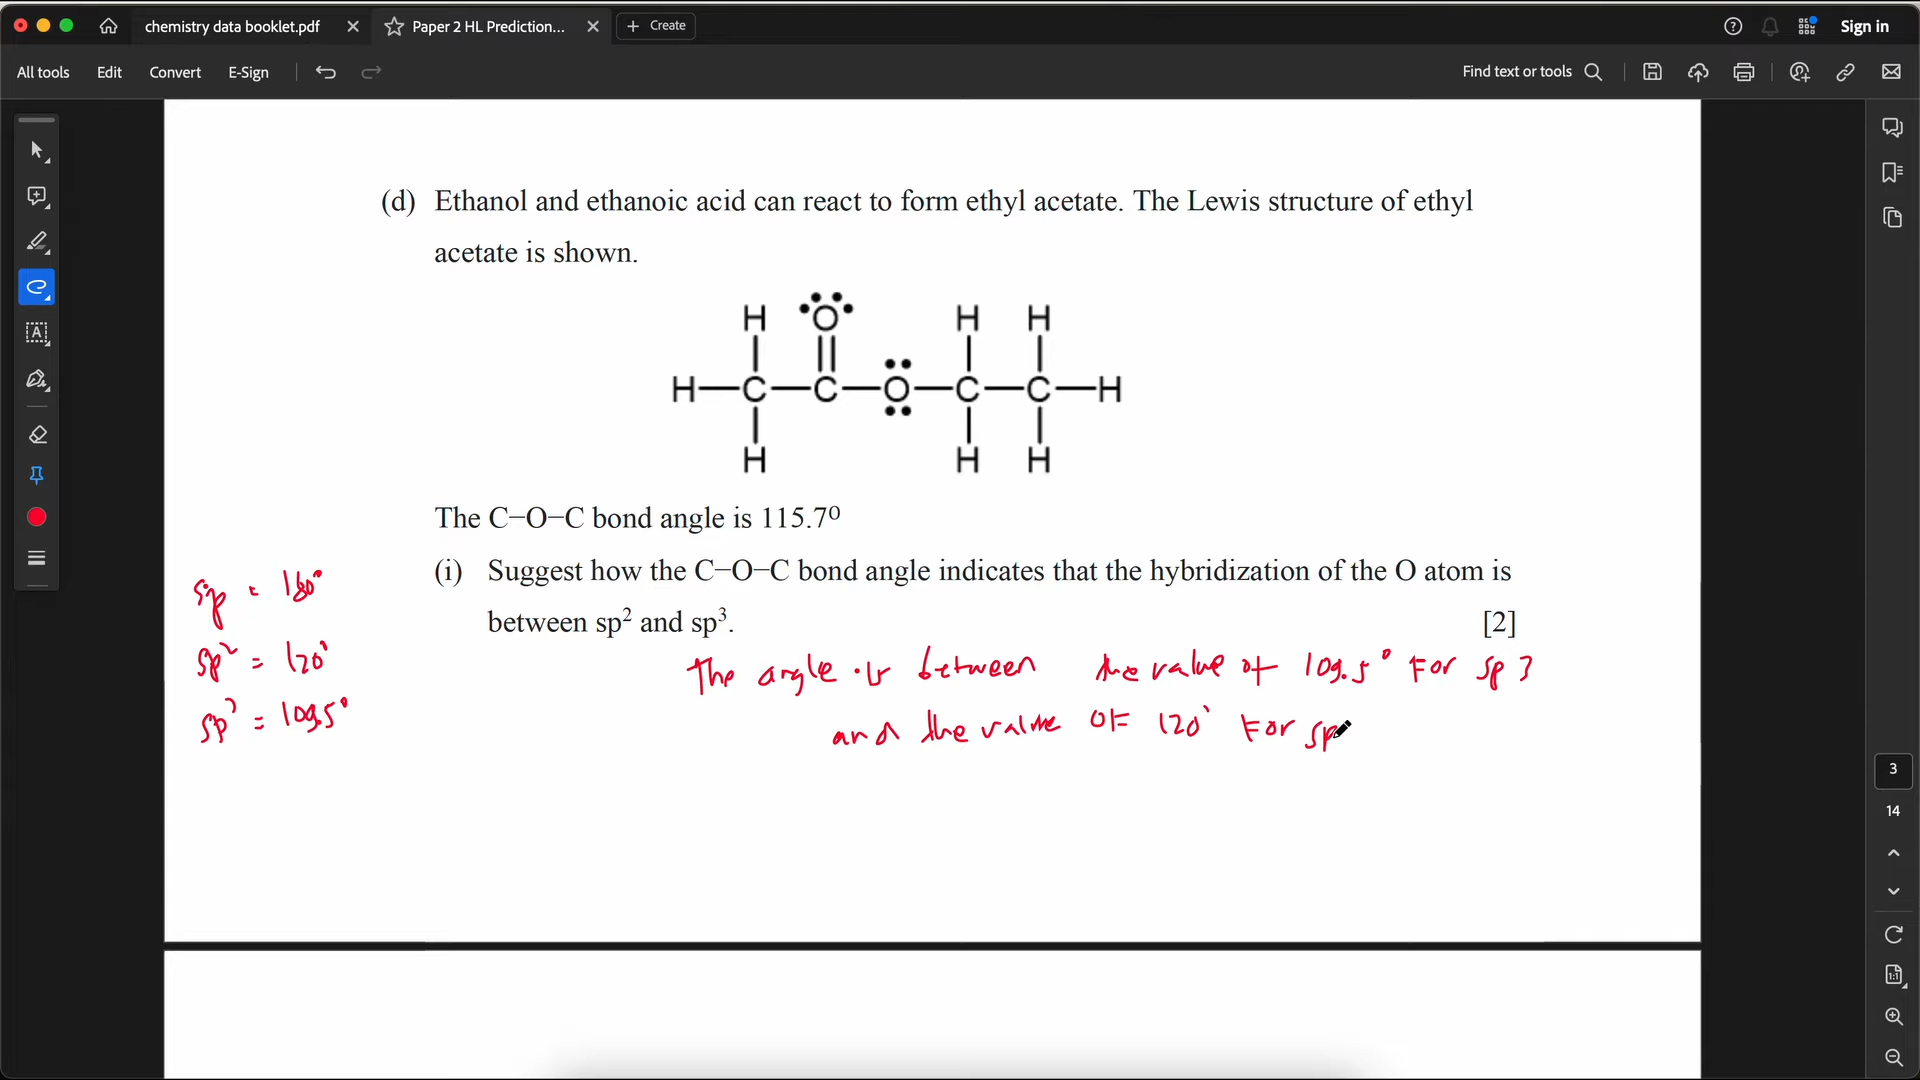 chemistry data booklet.pdf
Paper 2 HL Prediction...
Create
Sign in
All tools
Edit
Convert
E-Sign
Find text or tools
(d) Ethanol and ethanoic acid can react to form ethyl acetate. The Lewis structure of ethyl
acetate is shown.
H O H H
H—C—C—O—C—C—H
H H H
The C−O−C bond angle is 115.7⁰
(i) Suggest how the C−O−C bond angle indicates that the hybridization of the O atom is
between sp² and sp³. [2]
sp = 180°
sp² = 120°
sp³ = 109.5°
The angle is between the value of 109.5° for sp3
and the value of 120° for sp
A
3
14
1:1